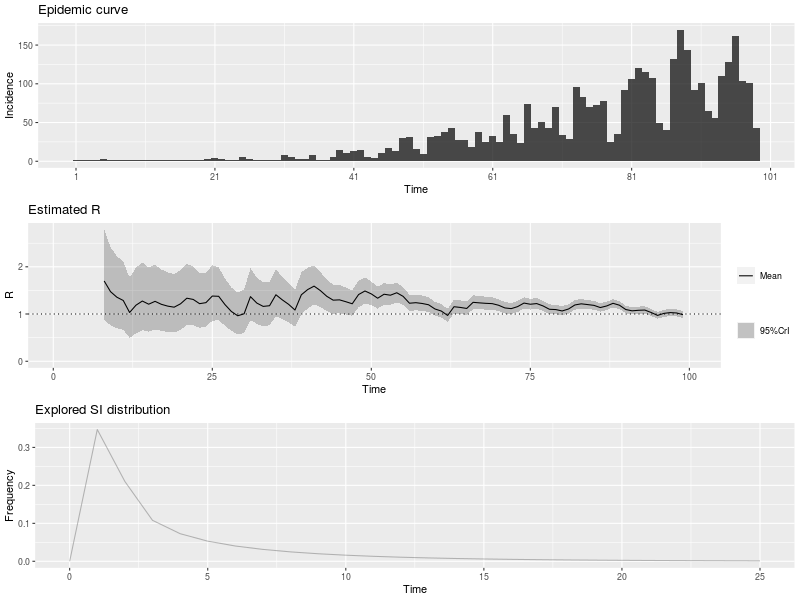 Epidemic curve
Incidence
150
100
50
0
1 21 41 61 81 101
Time
Estimated R
R
2
1
0
0 25 50 75 100
Time
Mean
95%CrI
Explored SI distribution
Frequency
0.3
0.2
0.1
0.0
0 5 10 15 20 25
Time